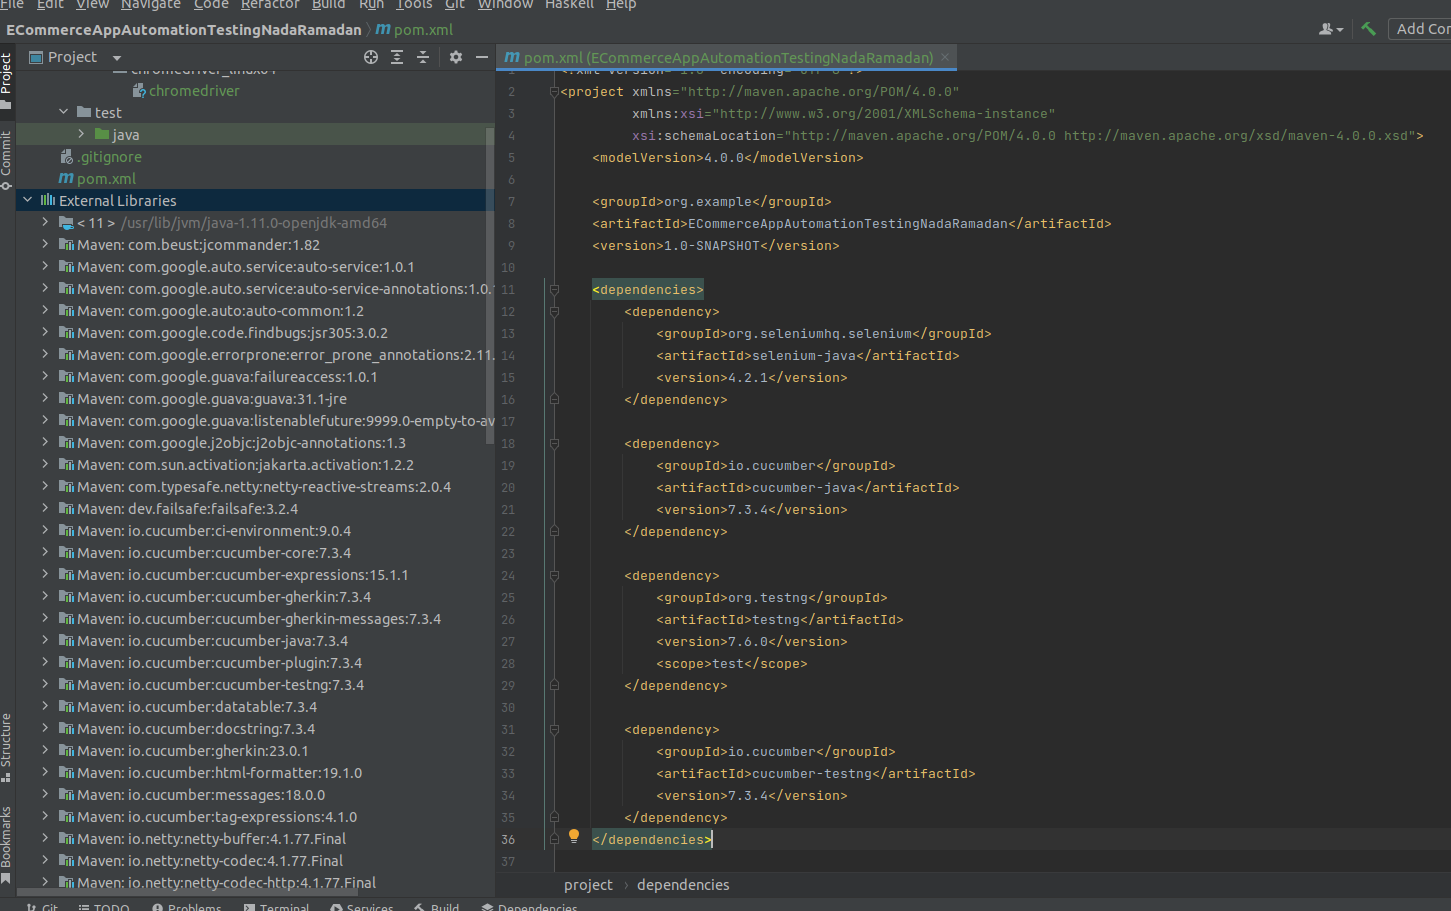 File Edit View Navigate Code Refactor Build Run Tools Git Window Haskell Help
ECommerceAppAutomationTestingNadaRamadan pom.xml
Add Con
Project
Commit
Structure
Bookmarks
Project
chromedriver_linux64
chromedriver
test
java
.gitignore
pom.xml
External Libraries
< 11 > /usr/lib/jvm/java-1.11.0-openjdk-amd64
Maven: com.beust:jcommander:1.82
Maven: com.google.auto.service:auto-service:1.0.1
Maven: com.google.auto.service:auto-service-annotations:1.0.
Maven: com.google.auto:auto-common:1.2
Maven: com.google.code.findbugs:jsr305:3.0.2
Maven: com.google.errorprone:error_prone_annotations:2.11.
Maven: com.google.guava:failureaccess:1.0.1
Maven: com.google.guava:guava:31.1-jre
Maven: com.google.guava:listenablefuture:9999.0-empty-to-av
Maven: com.google.j2objc:j2objc-annotations:1.3
Maven: com.sun.activation:jakarta.activation:1.2.2
Maven: com.typesafe.netty:netty-reactive-streams:2.0.4
Maven: dev.failsafe:failsafe:3.2.4
Maven: io.cucumber:ci-environment:9.0.4
Maven: io.cucumber:cucumber-core:7.3.4
Maven: io.cucumber:cucumber-expressions:15.1.1
Maven: io.cucumber:cucumber-gherkin:7.3.4
Maven: io.cucumber:cucumber-gherkin-messages:7.3.4
Maven: io.cucumber:cucumber-java:7.3.4
Maven: io.cucumber:cucumber-plugin:7.3.4
Maven: io.cucumber:cucumber-testng:7.3.4
Maven: io.cucumber:datatable:7.3.4
Maven: io.cucumber:docstring:7.3.4
Maven: io.cucumber:gherkin:23.0.1
Maven: io.cucumber:html-formatter:19.1.0
Maven: io.cucumber:messages:18.0.0
Maven: io.cucumber:tag-expressions:4.1.0
Maven: io.netty:netty-buffer:4.1.77.Final
Maven: io.netty:netty-codec:4.1.77.Final
Maven: io.netty:netty-codec-http:4.1.77.Final
pom.xml (ECommerceAppAutomationTestingNadaRamadan)
1 <?xml version="1.0" encoding="UTF-8"?>
2 <project xmlns="http://maven.apache.org/POM/4.0.0"
3 xmlns:xsi="http://www.w3.org/2001/XMLSchema-instance"
4 xsi:schemaLocation="http://maven.apache.org/POM/4.0.0 http://maven.apache.org/xsd/maven-4.0.0.xsd">
5 <modelVersion>4.0.0</modelVersion>
6
7 <groupId>org.example</groupId>
8 <artifactId>ECommerceAppAutomationTestingNadaRamadan</artifactId>
9 <version>1.0-SNAPSHOT</version>
10
11 <dependencies>
12 <dependency>
13 <groupId>org.seleniumhq.selenium</groupId>
14 <artifactId>selenium-java</artifactId>
15 <version>4.2.1</version>
16 </dependency>
17
18 <dependency>
19 <groupId>io.cucumber</groupId>
20 <artifactId>cucumber-java</artifactId>
21 <version>7.3.4</version>
22 </dependency>
23
24 <dependency>
25 <groupId>org.testng</groupId>
26 <artifactId>testng</artifactId>
27 <version>7.6.0</version>
28 <scope>test</scope>
29 </dependency>
30
31 <dependency>
32 <groupId>io.cucumber</groupId>
33 <artifactId>cucumber-testng</artifactId>
34 <version>7.3.4</version>
35 </dependency>
36 </dependencies>
37
project › dependencies
Git TODO Problems Terminal Services Build Dependencies